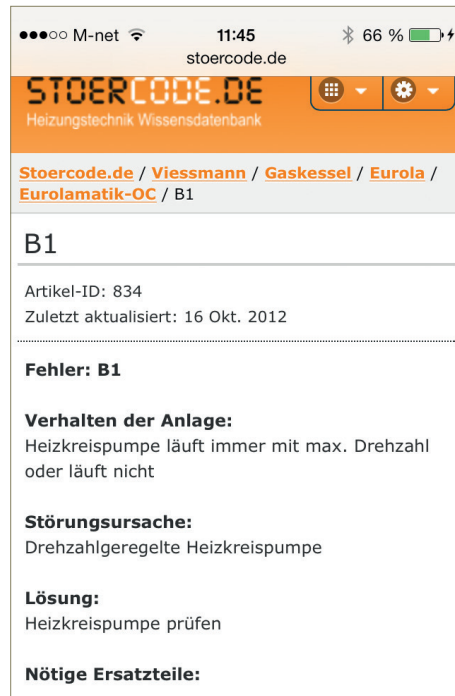 M-net 11:45 66 %
stoercode.de
STOERCODE.DE
Heizungstechnik Wissensdatenbank
Stoercode.de / Viessmann / Gaskessel / Eurola /
Eurolamatik-OC / B1
B1
Artikel-ID: 834
Zuletzt aktualisiert: 16 Okt. 2012
Fehler: B1
Verhalten der Anlage:
Heizkreispumpe läuft immer mit max. Drehzahl
oder läuft nicht
Störungsursache:
Drehzahlgeregelte Heizkreispumpe
Lösung:
Heizkreispumpe prüfen
Nötige Ersatzteile: